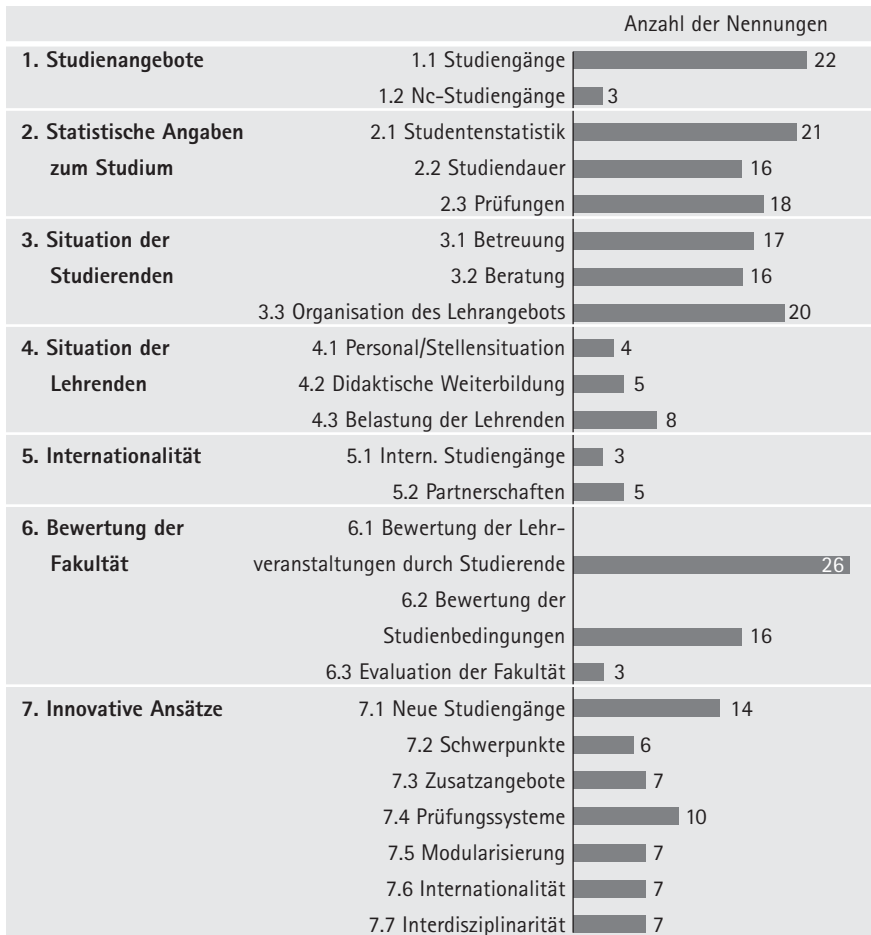 Anzahl der Nennungen
1. Studienangebote 1.1 Studiengänge 22
1.2 Nc-Studiengänge 3
2. Statistische Angaben 2.1 Studentenstatistik 21
zum Studium 2.2 Studiendauer 16
2.3 Prüfungen 18
3. Situation der 3.1 Betreuung 17
Studierenden 3.2 Beratung 16
3.3 Organisation des Lehrangebots 20
4. Situation der 4.1 Personal/Stellensituation 4
Lehrenden 4.2 Didaktische Weiterbildung 5
4.3 Belastung der Lehrenden 8
5. Internationalität 5.1 Intern. Studiengänge 3
5.2 Partnerschaften 5
6. Bewertung der 6.1 Bewertung der Lehr-
Fakultät veranstaltungen durch Studierende 26
6.2 Bewertung der
Studienbedingungen 16
6.3 Evaluation der Fakultät 3
7. Innovative Ansätze 7.1 Neue Studiengänge 14
7.2 Schwerpunkte 6
7.3 Zusatzangebote 7
7.4 Prüfungssysteme 10
7.5 Modularisierung 7
7.6 Internationalität 7
7.7 Interdisziplinarität 7